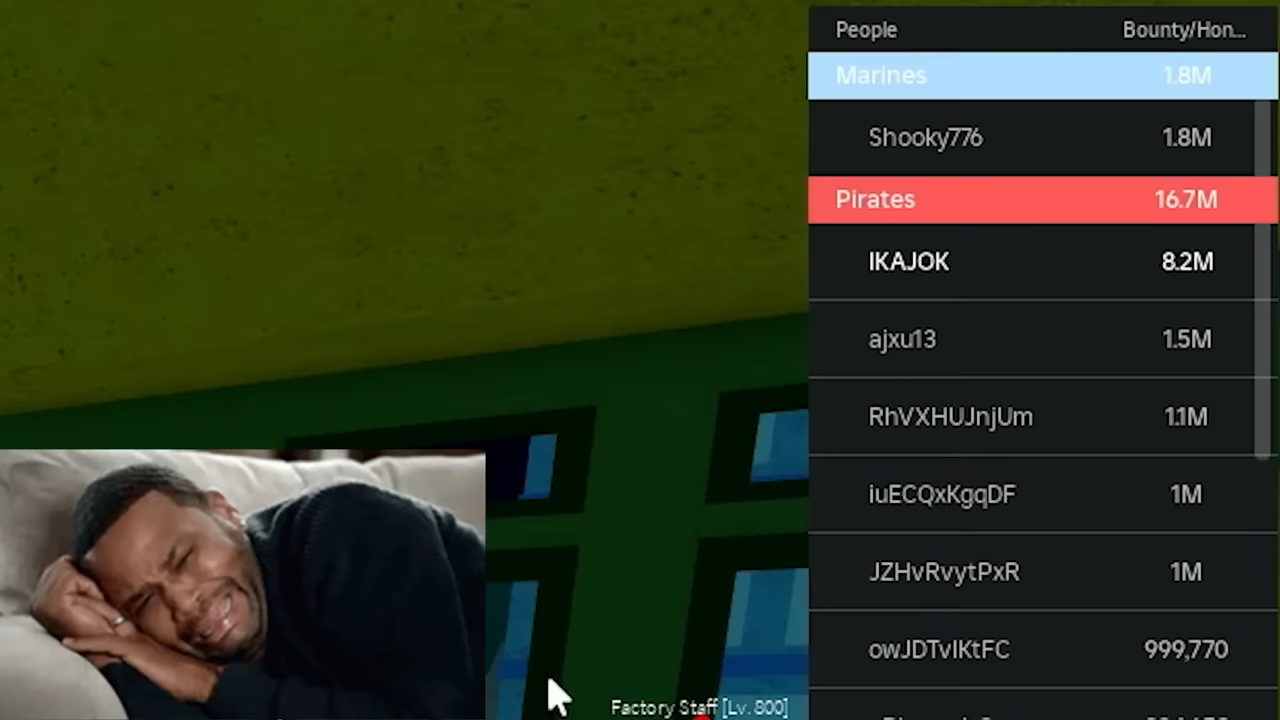 People Bounty/Hon...
Marines 1.8M
Shooky776 1.8M
Pirates 16.7M
IKAJOK 8.2M
ajxu13 1.5M
RhVXHUJnjUm 1.1M
iuECQxKgqDF 1M
JZHvRvytPxR 1M
owJDTvIKtFC 999,770
Factory Staff [Lv. 800]